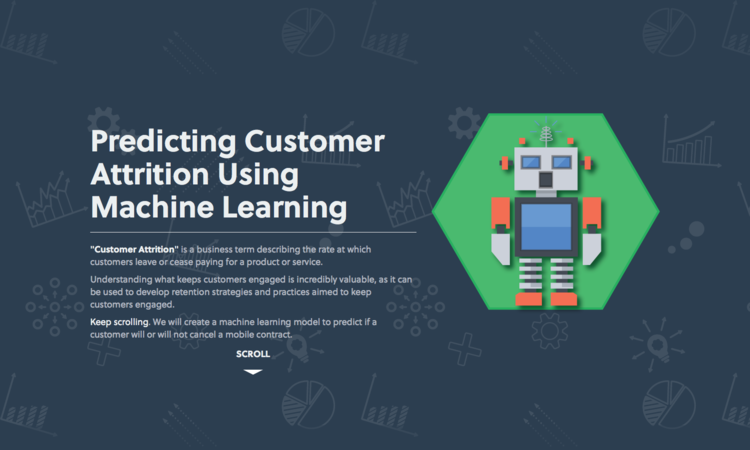 Predicting Customer
Attrition Using
Machine Learning
"Customer Attrition" is a business term describing the rate at which
customers leave or cease paying for a product or service.
Understanding what keeps customers engaged is incredibly valuable, as it can
be used to develop retention strategies and practices aimed to keep
customers engaged.
Keep scrolling. We will create a machine learning model to predict if a
customer will or will not cancel a mobile contract.
SCROLL